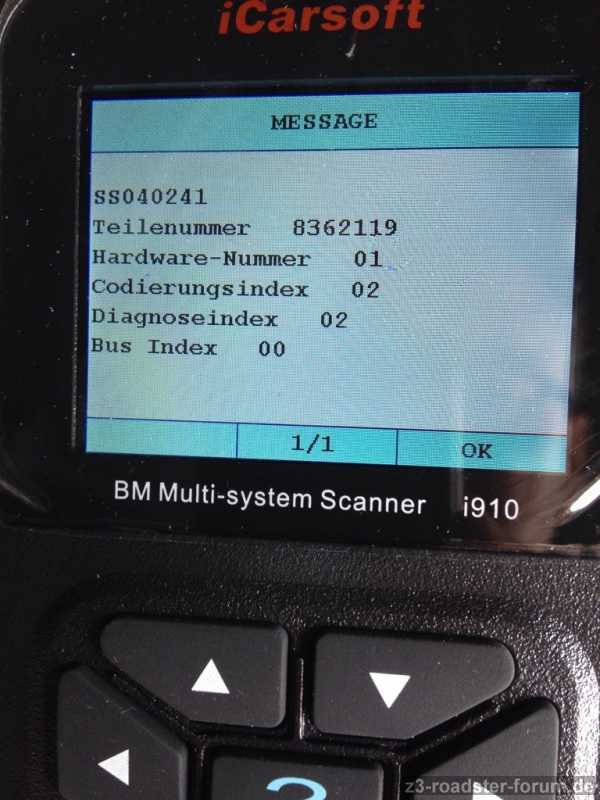 iCarsoft
MESSAGE
SS040241
Teilenummer 8362119
Hardware-Nummer 01
Codierungsindex 02
Diagnoseindex 02
Bus Index 00
1/1
OK
BM Multi-system Scanner i910
?
z3-roadster-forum.de